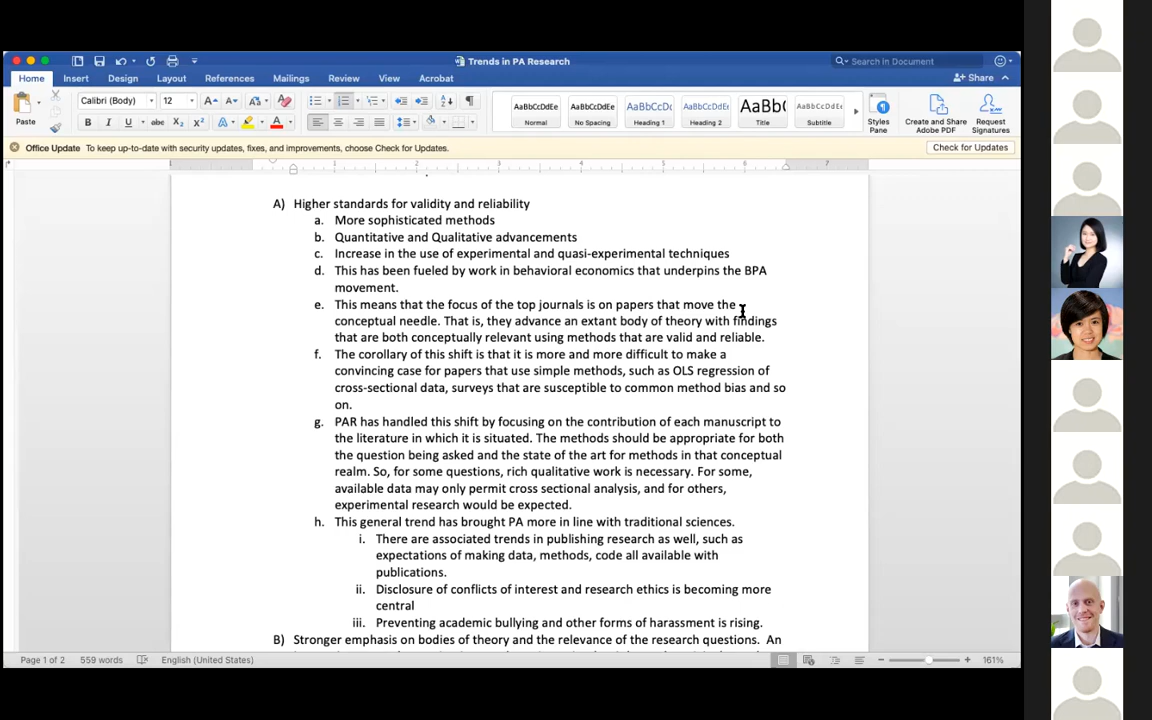 Trends in PA Research
Search in Document
Home Insert Design Layout References Mailings Review View Acrobat
Share
Paste
Calibri (Body) 12
B I U abc X₂ X² A A
AaBbCcDdEe AaBbCcDdEe AaBbCcDc AaBbCcDdEe AaBb( AaBbCcDdEe
Normal No Spacing Heading 1 Heading 2 Title Subtitle
Styles Pane
Create and Share Adobe PDF
Request Signatures
Office Update To keep up-to-date with security updates, fixes, and improvements, choose Check for Updates.
Check for Updates
1 1 2 3 4 5 6 7
A) Higher standards for validity and reliability
a. More sophisticated methods
b. Quantitative and Qualitative advancements
c. Increase in the use of experimental and quasi-experimental techniques
d. This has been fueled by work in behavioral economics that underpins the BPA
movement.
e. This means that the focus of the top journals is on papers that move the
conceptual needle. That is, they advance an extant body of theory with findings
that are both conceptually relevant using methods that are valid and reliable.
f. The corollary of this shift is that it is more and more difficult to make a
convincing case for papers that use simple methods, such as OLS regression of
cross-sectional data, surveys that are susceptible to common method bias and so
on.
g. PAR has handled this shift by focusing on the contribution of each manuscript to
the literature in which it is situated. The methods should be appropriate for both
the question being asked and the state of the art for methods in that conceptual
realm. So, for some questions, rich qualitative work is necessary. For some,
available data may only permit cross sectional analysis, and for others,
experimental research would be expected.
h. This general trend has brought PA more in line with traditional sciences.
i. There are associated trends in publishing research as well, such as
expectations of making data, methods, code all available with
publications.
ii. Disclosure of conflicts of interest and research ethics is becoming more
central
iii. Preventing academic bullying and other forms of harassment is rising.
B) Stronger emphasis on bodies of theory and the relevance of the research questions. An
Page 1 of 2 559 words English (United States) 161%